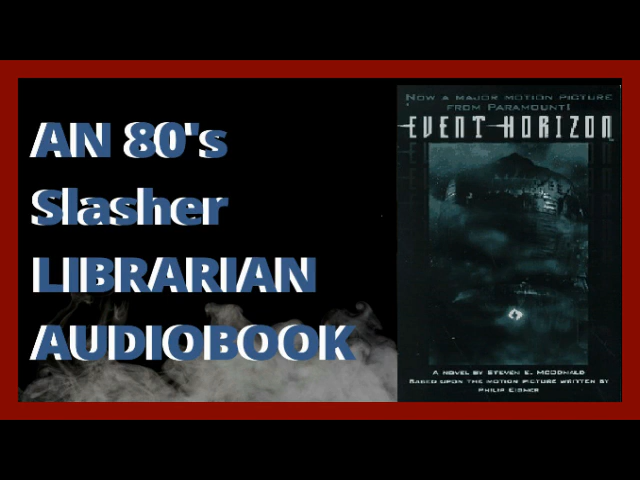 AN 80's
Slasher
LIBRARIAN
AUDIOBOOK
NOW A MAJOR MOTION PICTURE
FROM PARAMOUNT!
EVENT HORIZON
A NOVEL BY STEVEN E. MCDONALD
BASED UPON THE MOTION PICTURE WRITTEN BY
PHILIP EISNER